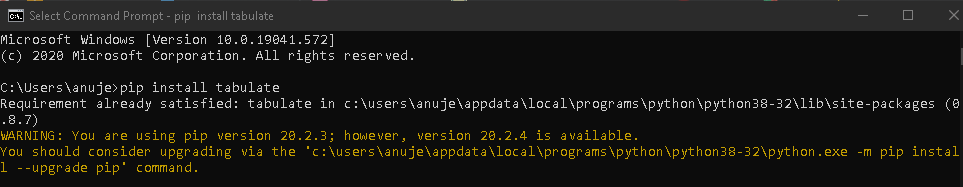 Select Command Prompt - pip install tabulate
Microsoft Windows [Version 10.0.19041.572]
(c) 2020 Microsoft Corporation. All rights reserved.
C:\Users\anuje>pip install tabulate
Requirement already satisfied: tabulate in c:\users\anuje\appdata\local\programs\python\python38-32\lib\site-packages (0
.8.7)
WARNING: You are using pip version 20.2.3; however, version 20.2.4 is available.
You should consider upgrading via the 'c:\users\anuje\appdata\local\programs\python\python38-32\python.exe -m pip instal
l --upgrade pip' command.